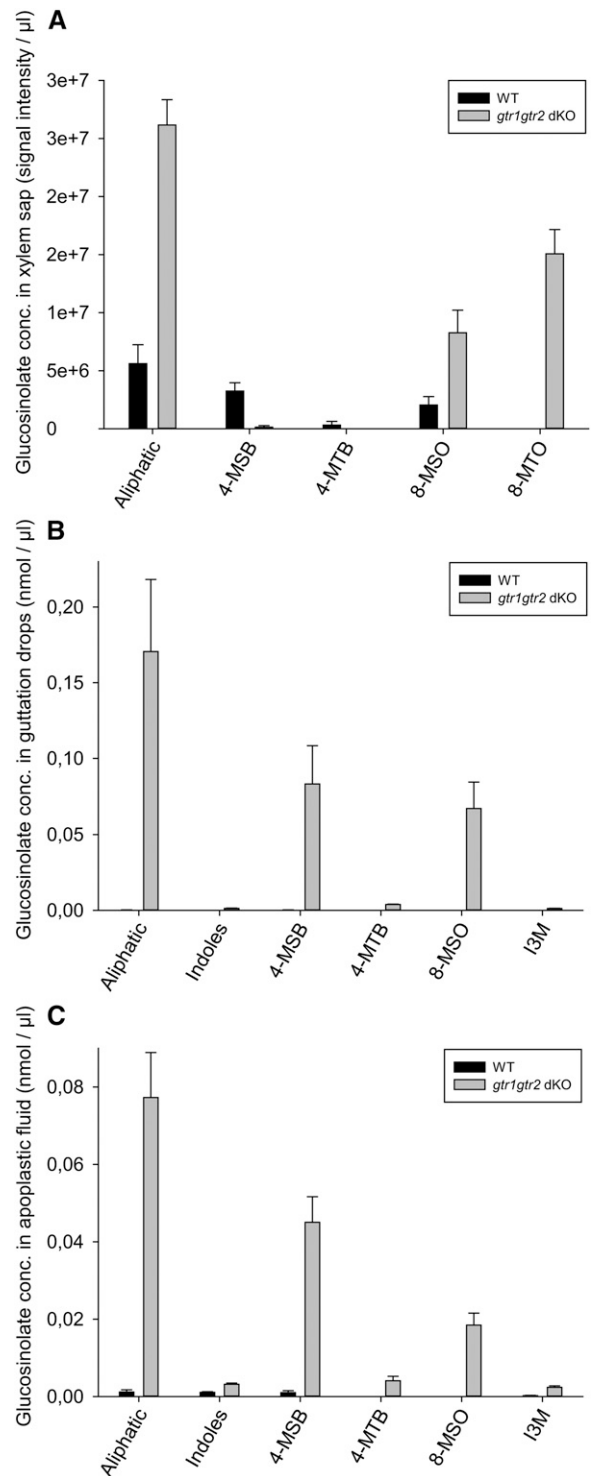 A
Glucosinolate conc. in xylem sap (signal intensity / µl)
3e+7
3e+7
2e+7
2e+7
1e+7
5e+6
0
WT
gtr1gtr2 dKO
Aliphatic
4-MSB
4-MTB
8-MSO
8-MTO
B
Glucosinolate conc. in guttation drops (nmol / µl)
0,20
0,15
0,10
0,05
0,00
WT
gtr1gtr2 dKO
Aliphatic
Indoles
4-MSB
4-MTB
8-MSO
I3M
C
Glucosinolate conc. in apoplastic fluid (nmol / µl)
0,08
0,06
0,04
0,02
0,00
WT
gtr1gtr2 dKO
Aliphatic
Indoles
4-MSB
4-MTB
8-MSO
I3M